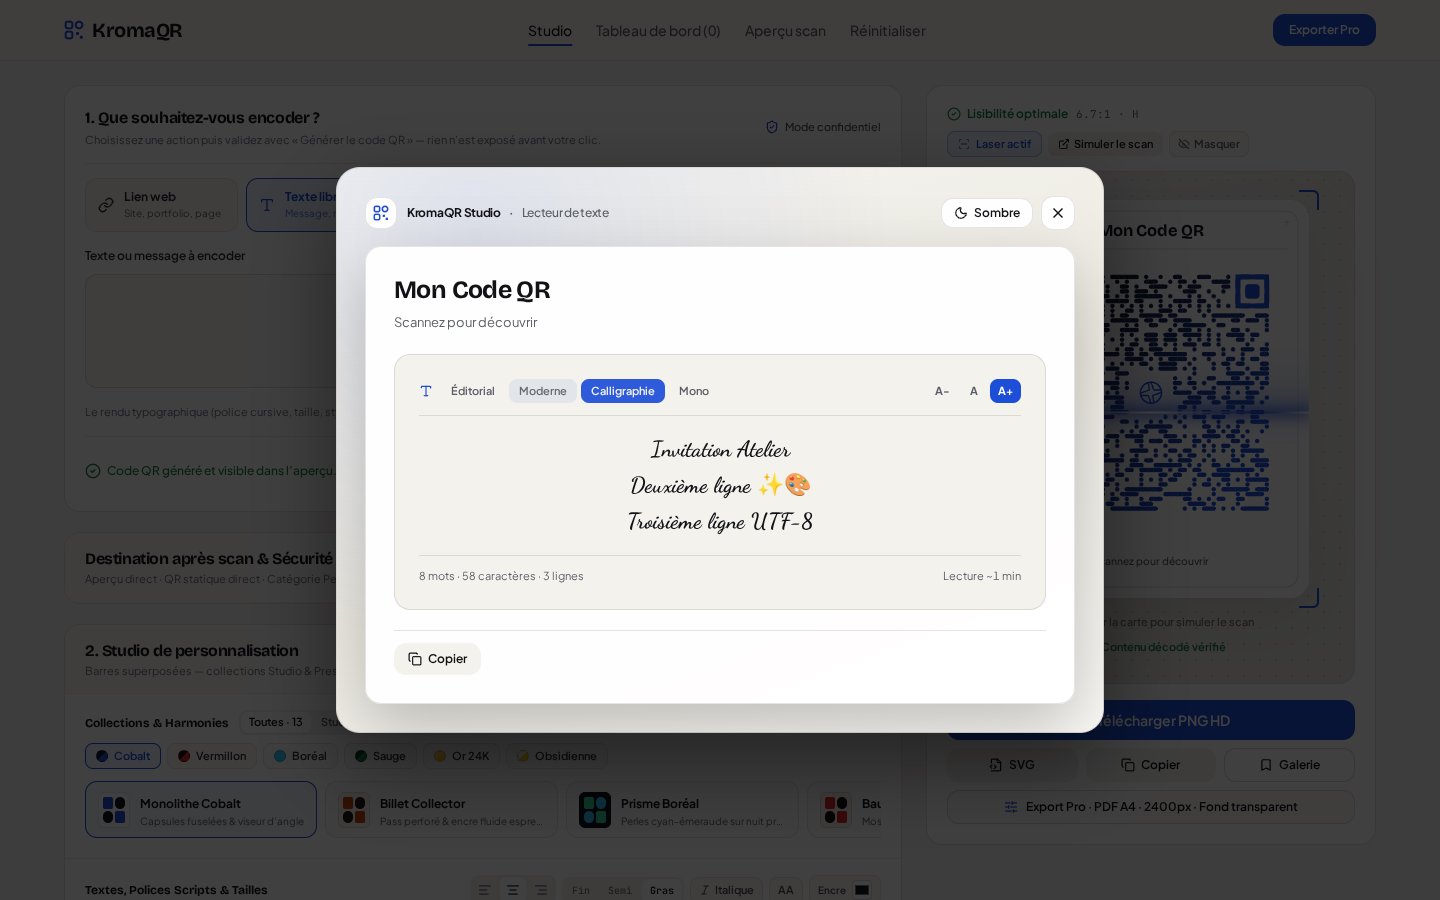 KromaQR
Studio
Tableau de bord (0)
Aperçu scan
Réinitialiser
Exporter Pro
1. Que souhaitez-vous encoder ?
Choisissez une action puis validez avec « Générer le code QR » — rien n'est exposé avant votre clic.
Mode confidentiel
Lien web
Site, portfolio, page
Texte
Message,
Texte ou message à encoder
Le rendu typographique (police cursive, taille,
Code QR généré et visible dans l'aperçu.
Destination après scan & Sécurité
Aperçu direct · QR statique direct · Catégorie
2. Studio de personnalisation
Barres superposées — collections Studio &
Collections & Harmonies
Toutes · 13
Cobalt
Vermillon
Boréal
Sauge
Or 24K
Obsidienne
Monolithe Cobalt
Capsules fuselées & viseur d'angle
Billet Collector
Pass perforé & encre fluide espre...
Prisme Boréal
Perles cyan-émeraude sur nuit pr...
Textes, Polices Scripts & Tailles
Fin
Semi
Gras
Italique
AA
Encre
KromaQR Studio · Lecteur de texte
Sombre
Mon Code QR
Scannez pour découvrir
Éditorial
Moderne
Calligraphie
Mono
A-
A
A+
Invitation Atelier
Deuxième ligne ✨🎨
Troisième ligne UTF-8
8 mots · 58 caractères · 3 lignes
Lecture ~1 min
Copier
Lisibilité optimale
6.7:1 · H
Laser actif
Simuler le scan
Masquer
Mon Code QR
pour découvrir
la carte pour simuler le scan
Contenu décodé vérifié
PNG HD
SVG
Copier
Galerie
Export Pro · PDF A4 · 2400px · Fond transparent